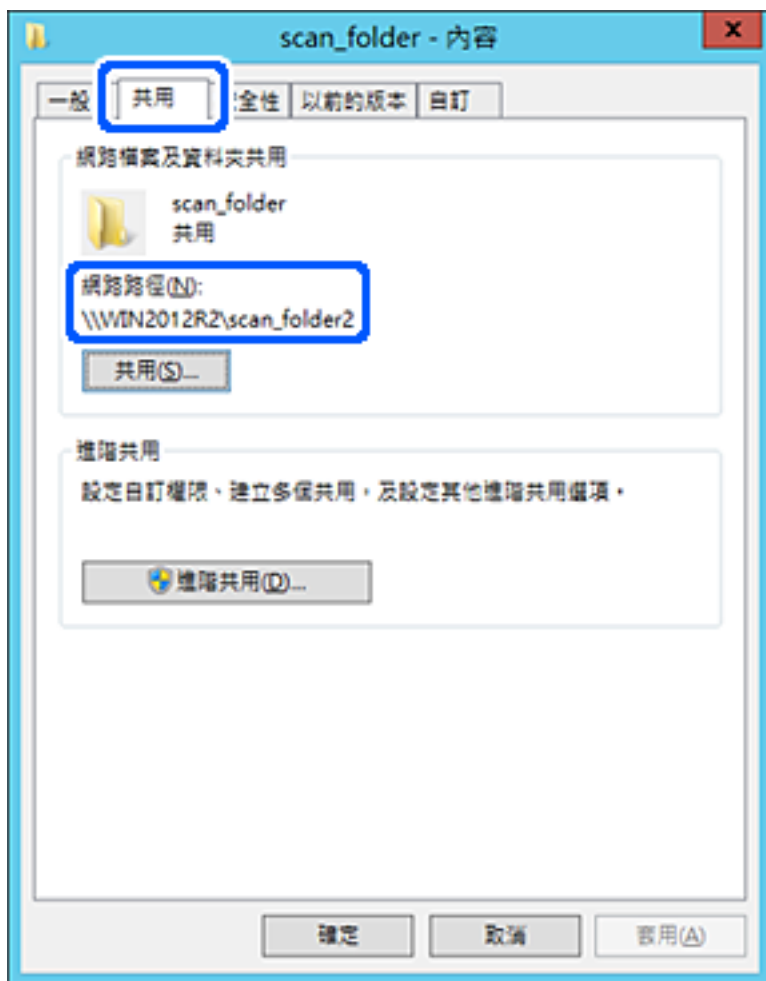 scan_folder - 內容
一般 共用 全性 以前的版本 自訂
網路檔案及資料夾共用
scan_folder
共用
網路路徑(N):
\\WIN2012R2\scan_folder2
共用(S)...
進階共用
設定自訂權限、建立多個共用，及設定其他進階共用選項。
進階共用(D)...
確定 取消 套用(A)